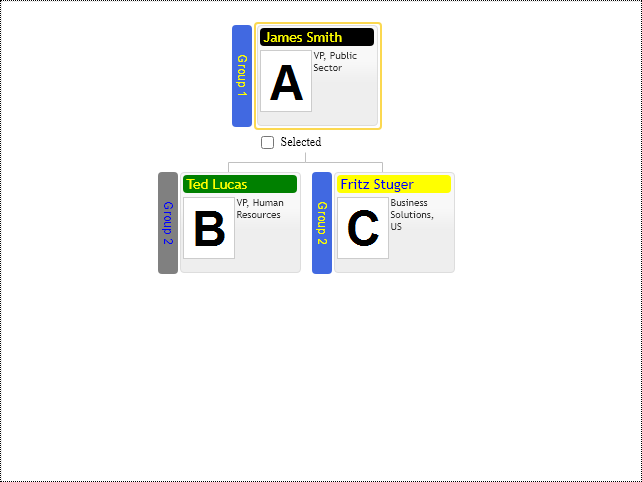 James Smith
Group 1
A
VP, Public
Sector
Selected
Ted Lucas
Group 2
B
VP, Human
Resources
Fritz Stuger
Group 2
C
Business
Solutions,
US